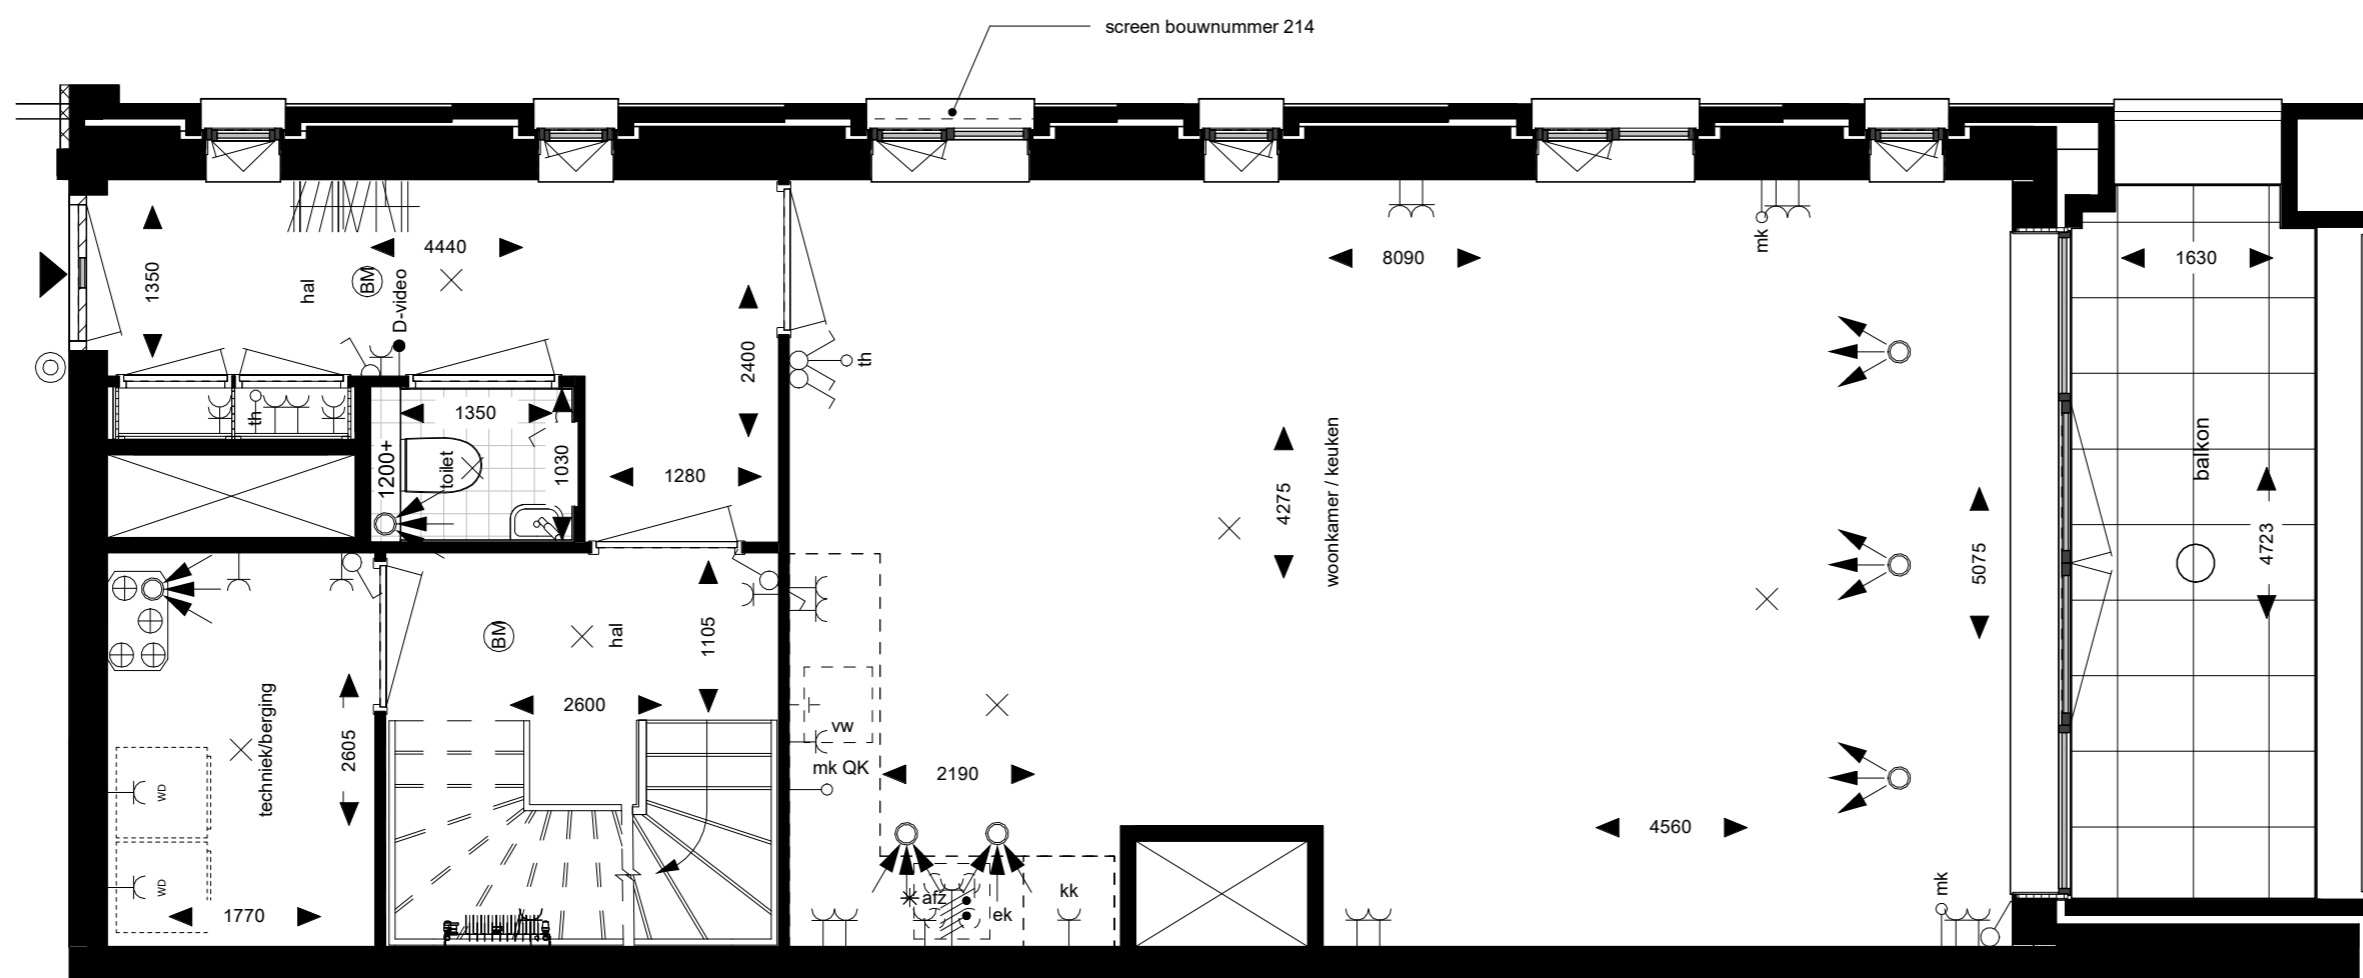 screen bouwnummer 214
4440
1350
hal
BM
D-video
8090
mk
1630
2400
th
th
1350
1200+
toilet
1030
1280
4275
woonkamer / keuken
5075
balkon
4723
BM
hal
1105
techniek/berging
2605
2600
vw
mk QK
2190
4560
WD
WD
1770
afz
ek
kk
mk